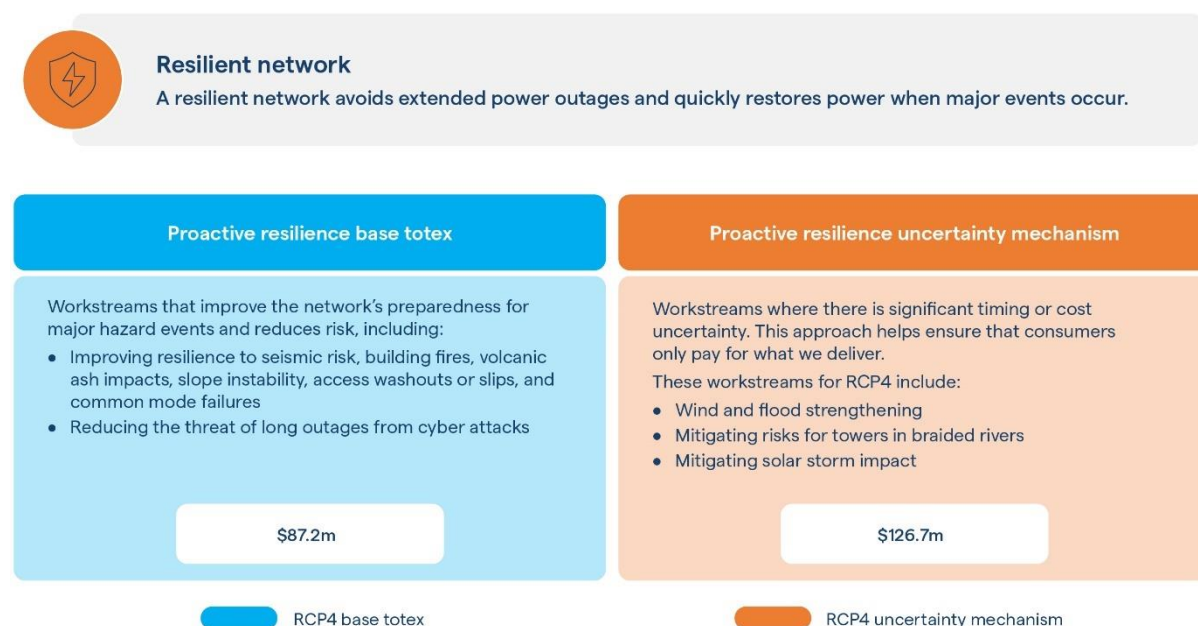 Resilient network
A resilient network avoids extended power outages and quickly restores power when major events occur.
Proactive resilience base totex
Workstreams that improve the network's preparedness for
major hazard events and reduces risk, including:
• Improving resilience to seismic risk, building fires, volcanic
ash impacts, slope instability, access washouts or slips, and
common mode failures
• Reducing the threat of long outages from cyber attacks
$87.2m
Proactive resilience uncertainty mechanism
Workstreams where there is significant timing or cost
uncertainty. This approach helps ensure that consumers
only pay for what we deliver.
These workstreams for RCP4 include:
• Wind and flood strengthening
• Mitigating risks for towers in braided rivers
• Mitigating solar storm impact
$126.7m
RCP4 base totex
RCP4 uncertainty mechanism